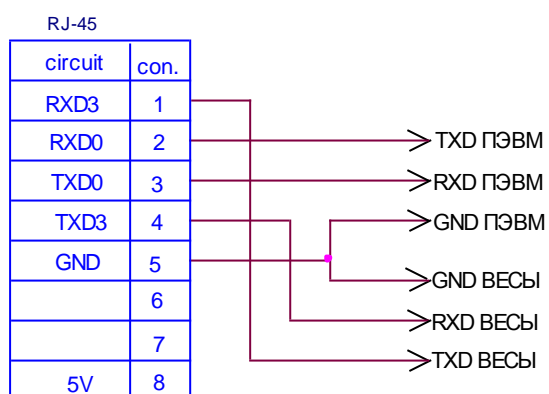 RJ-45
circuit con.
RXD3 1
RXD0 2 TXD ПЭВМ
TXD0 3 RXD ПЭВМ
TXD3 4 GND ПЭВМ
GND 5 GND ВЕСЫ
6 RXD ВЕСЫ
7 TXD ВЕСЫ
5V 8